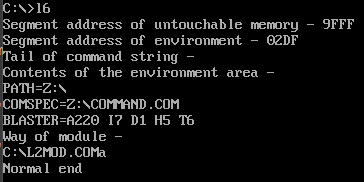 C:\>l6
Segment address of untouchable memory - 9FFF
Segment address of environment - 02DF
Tail of command string -
Contents of the environment area -
PATH=Z:\
COMSPEC=Z:\COMMAND.COM
BLASTER=A220 I7 D1 H5 T6
Way of module -
C:\L2MOD.COMa
Normal end